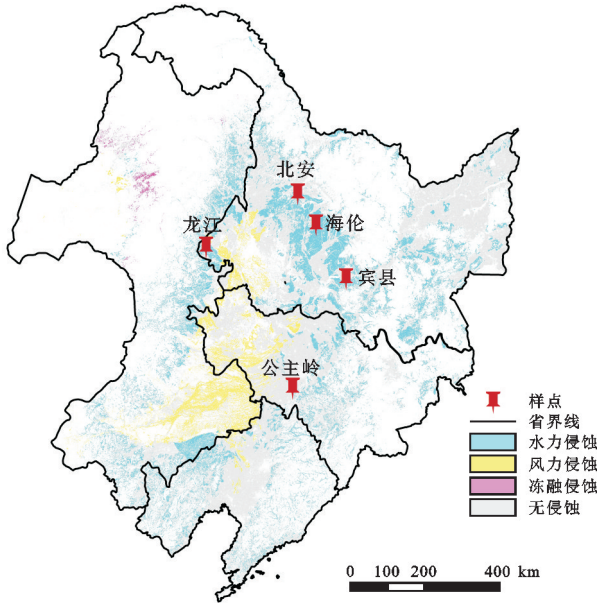 北安
龙江
海伦
宾县
公主岭
样点
省界线
水力侵蚀
风力侵蚀
冻融侵蚀
无侵蚀
0 100 200 400 km